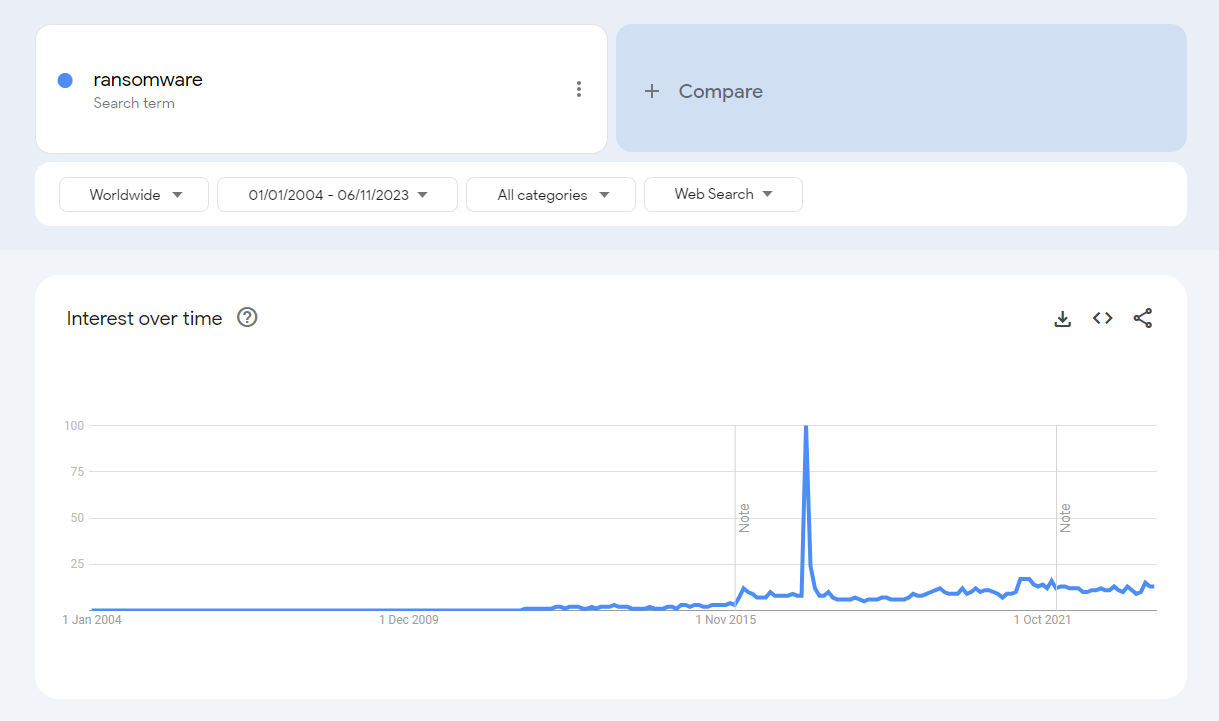 ransomware
Search term
+ Compare
Worldwide
01/01/2004 - 06/11/2023
All categories
Web Search
Interest over time ?
100
75
50
25
Note
Note
1 Jan 2004
1 Dec 2009
1 Nov 2015
1 Oct 2021